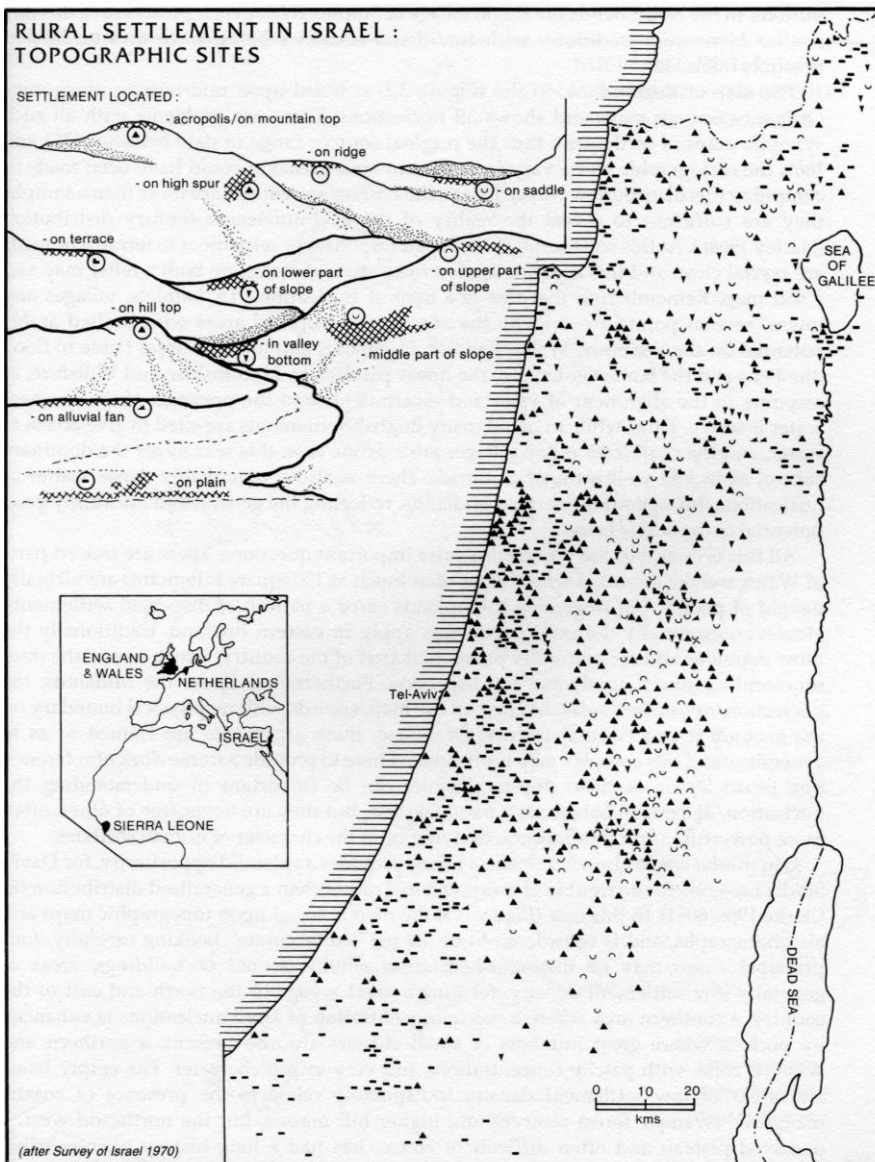 RURAL SETTLEMENT IN ISRAEL :
TOPOGRAPHIC SITES
SETTLEMENT LOCATED:
- acropolis/on mountain top
- on ridge
- on high spur
- on saddle
- on terrace
- on lower part
of slope
- on upper part
of slope
- on hill top
- in valley
bottom
- middle part of slope
- on alluvial fan
- on plain
SEA
OF
GALILEE
ENGLAND
& WALES
NETHERLANDS
ISRAEL
SIERRA LEONE
Tel-Aviv
DEAD SEA
0 10 20
kms
(after Survey of Israel 1970)